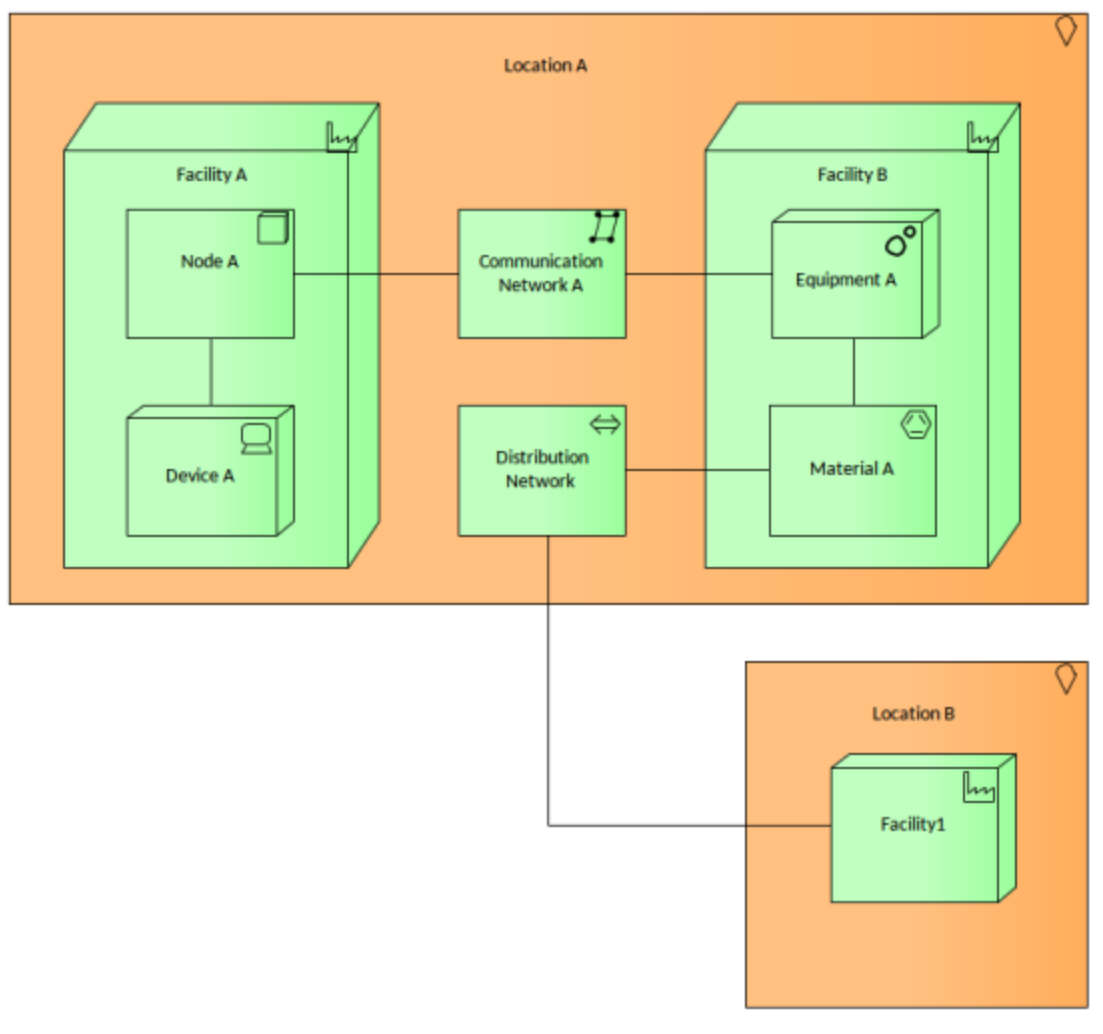 Location A
Facility A
Facility B
Node A
Communication
Network A
Equipment A
Device A
Distribution
Network
Material A
Location B
Facility1